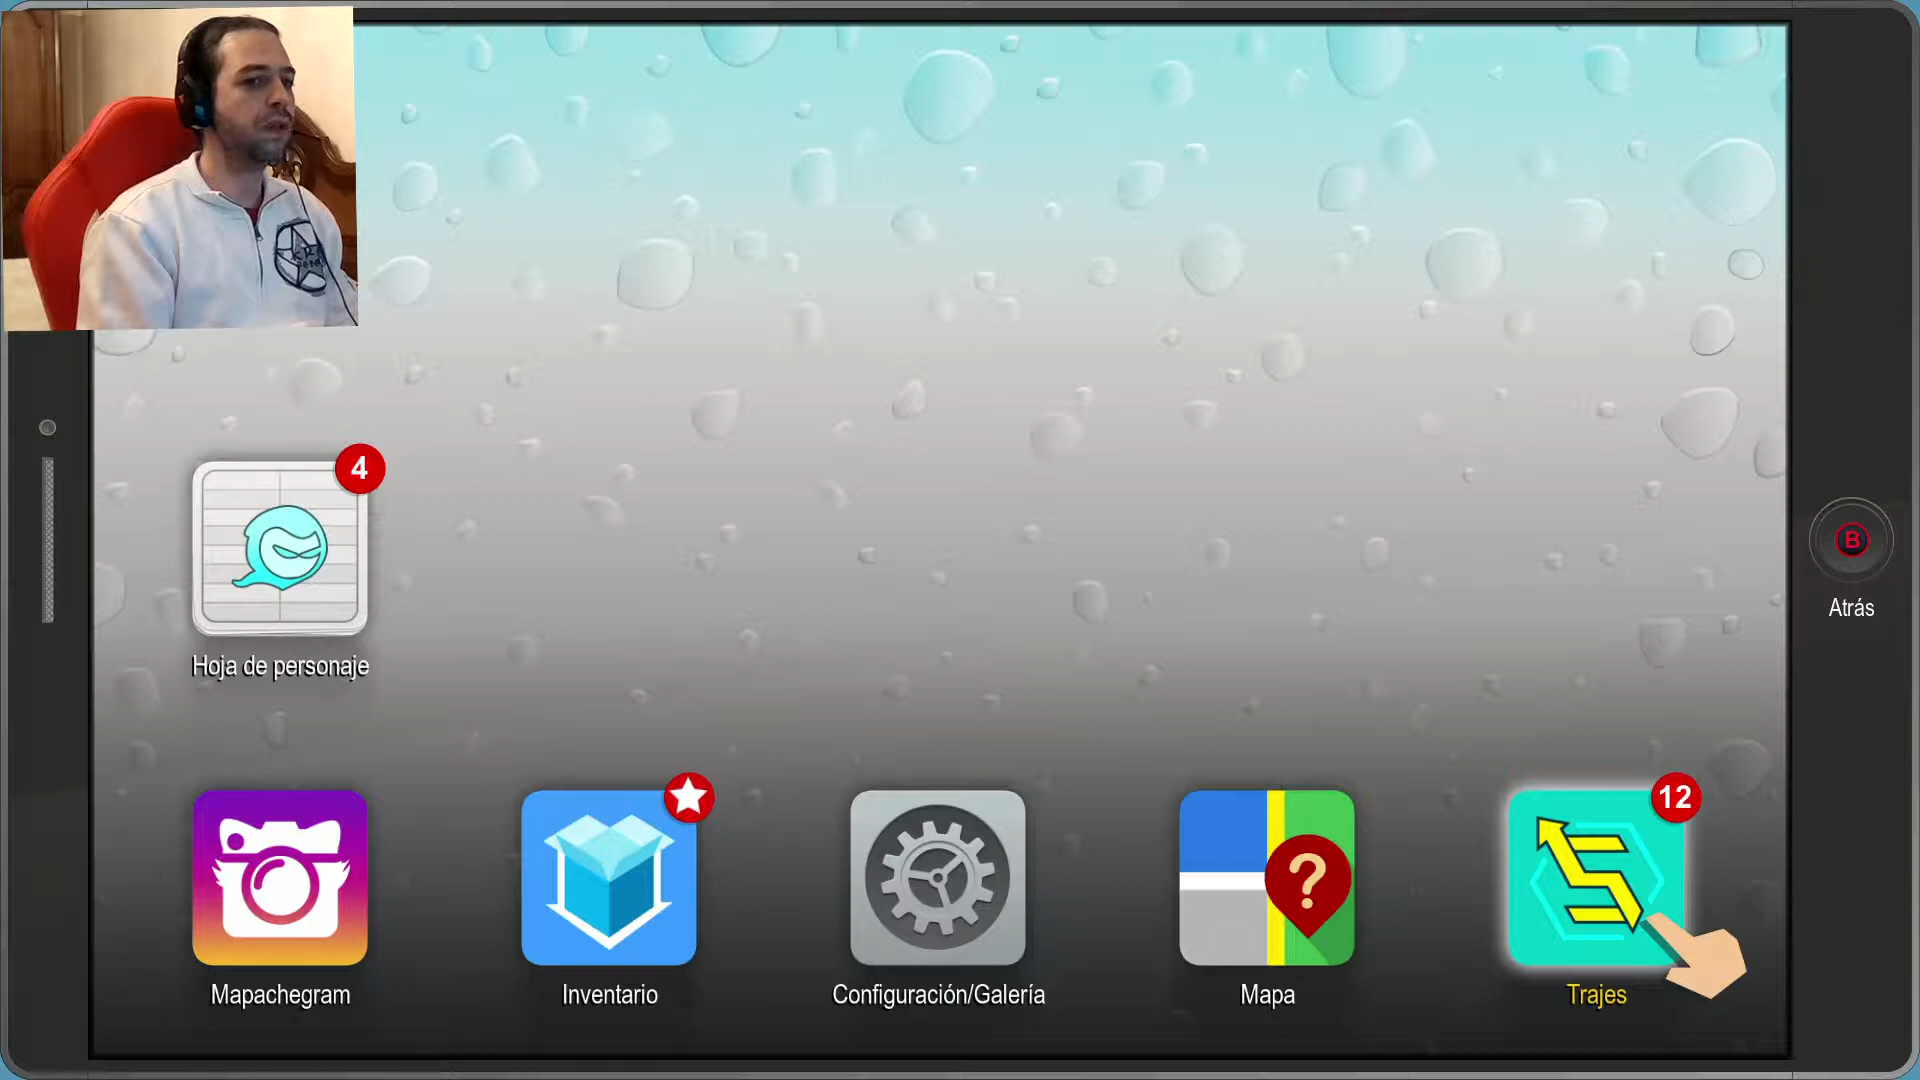 4
Hoja de personaje
B
Atrás
12
?
Mapachegram
Inventario
Configuración/Galería
Mapa
Trajes